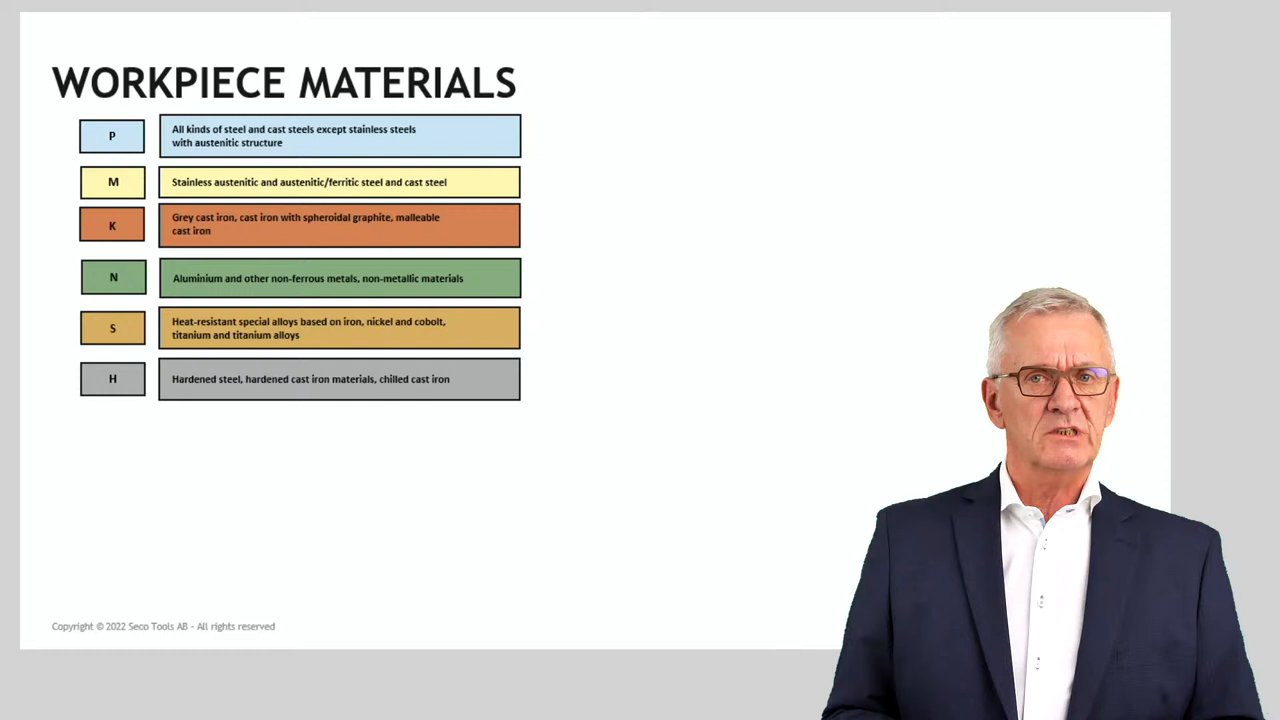 WORKPIECE MATERIALS
P
All kinds of steel and cast steels except stainless steels
with austenitic structure
M
Stainless austenitic and austenitic/ferritic steel and cast steel
K
Grey cast iron, cast iron with spheroidal graphite, malleable
cast iron
N
Aluminium and other non-ferrous metals, non-metallic materials
S
Heat-resistant special alloys based on iron, nickel and cobolt,
titanium and titanium alloys
H
Hardened steel, hardened cast iron materials, chilled cast iron
Copyright © 2022 Seco Tools AB - All rights reserved